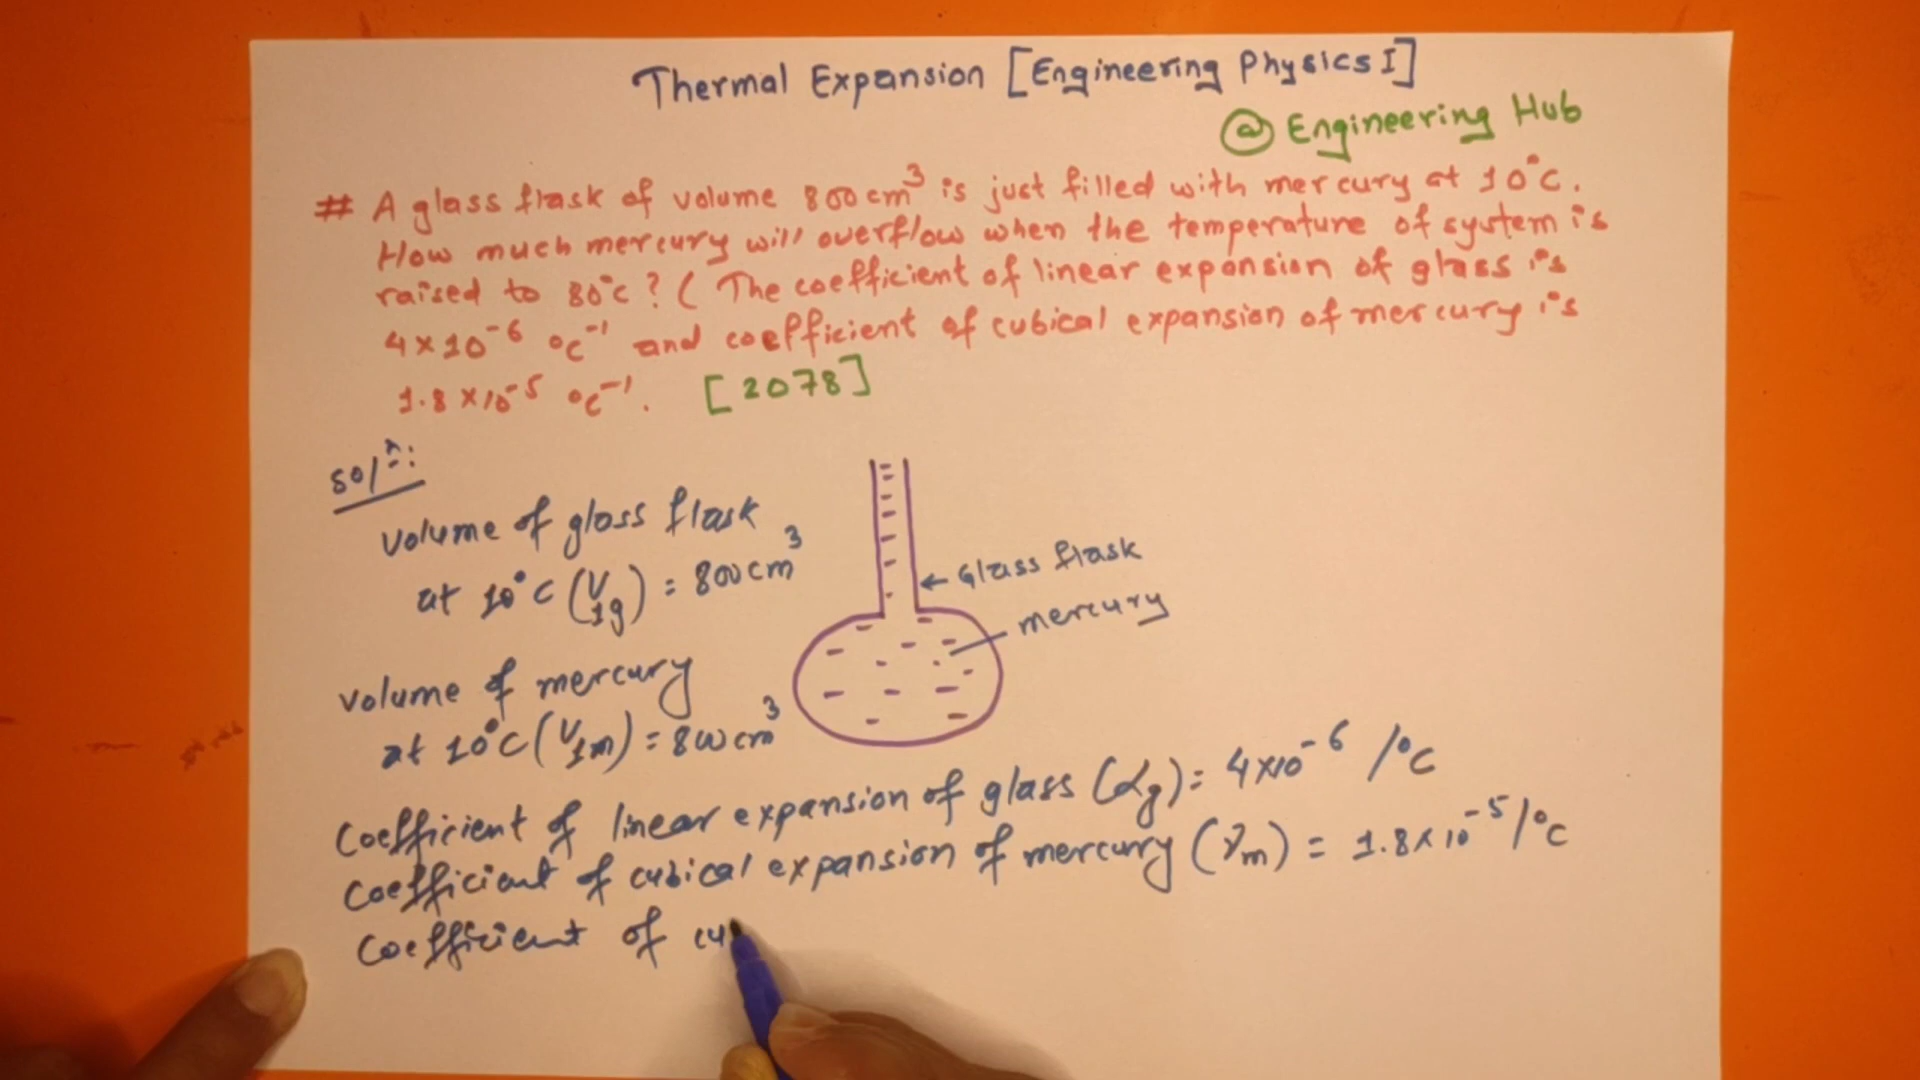 Thermal Expansion [Engineering Physics I]
@ Engineering Hub
# A glass flask of volume 800 cm³ is just filled with mercury at 10°C.
How much mercury will overflow when the temperature of system is
raised to 80°C? (The coefficient of linear expansion of glass is
4×10⁻⁶ °C⁻¹ and coefficient of cubical expansion of mercury is
1.8×10⁻⁵ °C⁻¹. [2078]
Solⁿ:
Volume of glass flask
at 10°C (V1g) = 800 cm³
← Glass flask
mercury
Volume of mercury
at 10°C (V1m) = 800 cm³
Coefficient of linear expansion of glass (αg) = 4×10⁻⁶ /°C
Coefficient of cubical expansion of mercury (γm) = 1.8×10⁻⁵/°C
Coefficient of cu